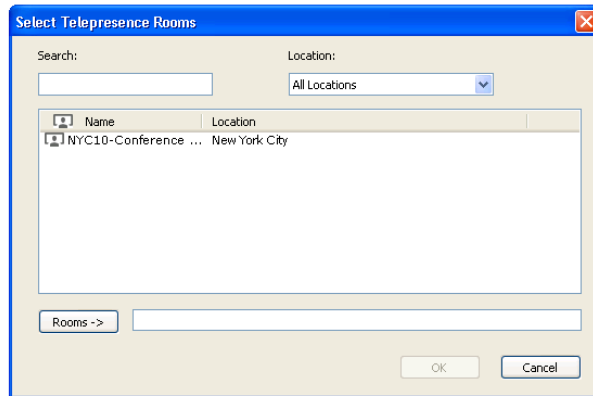 Select Telepresence Rooms
Search:
Location:
All Locations
Name
Location
NYC10-Conference ...
New York City
Rooms ->
OK
Cancel